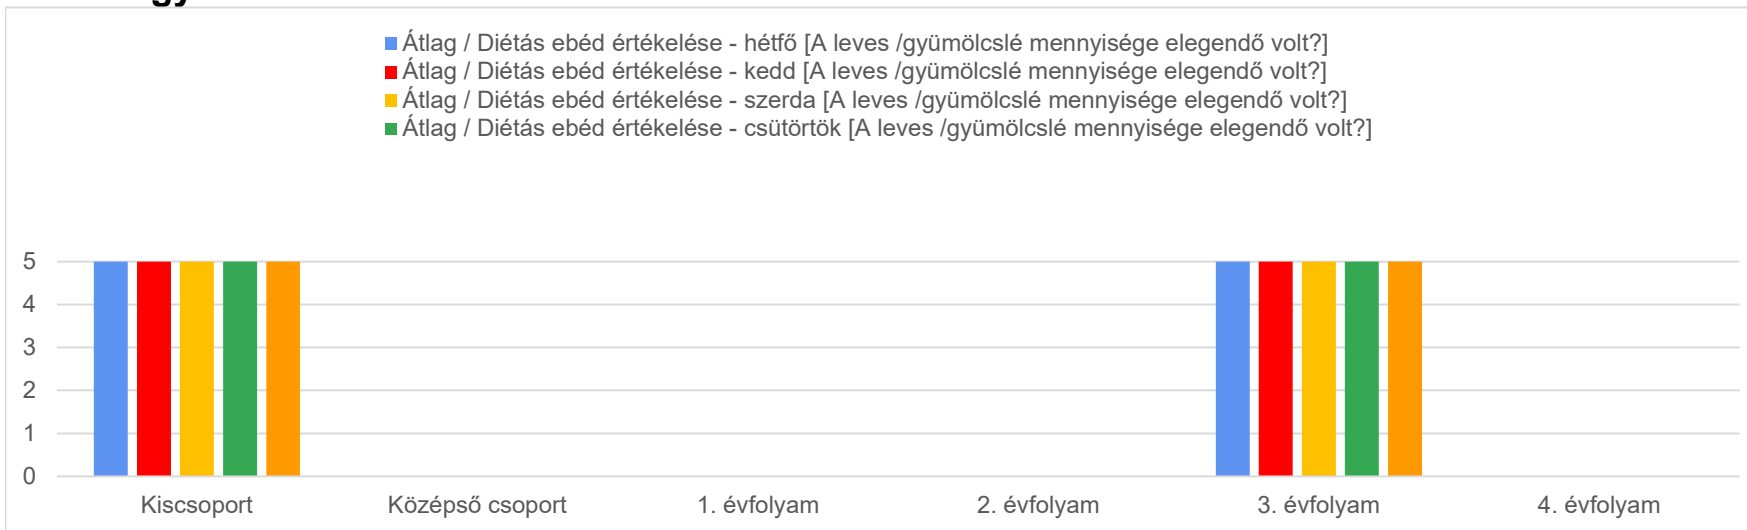 Átlag / Diétás ebéd értékelése - hétfő [A leves /gyümölcslé mennyisége elegendő volt?]
Átlag / Diétás ebéd értékelése - kedd [A leves /gyümölcslé mennyisége elegendő volt?]
Átlag / Diétás ebéd értékelése - szerda [A leves /gyümölcslé mennyisége elegendő volt?]
Átlag / Diétás ebéd értékelése - csütörtök [A leves /gyümölcslé mennyisége elegendő volt?]
5
4
3
2
1
0
Kiscsoport Középső csoport 1. évfolyam 2. évfolyam 3. évfolyam 4. évfolyam